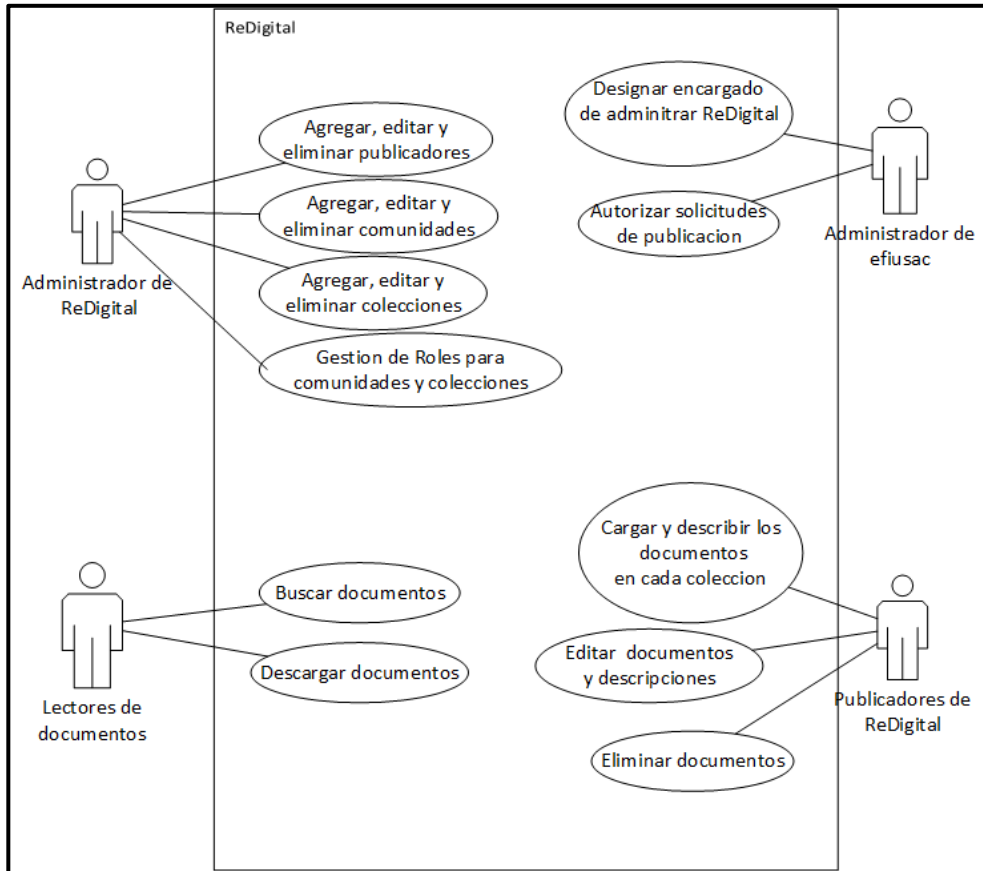 ReDigital
Agregar, editar y
eliminar publicadores
Agregar, editar y
eliminar comunidades
Agregar, editar y
eliminar colecciones
Gestion de Roles para
comunidades y colecciones
Administrador de
ReDigital
Designar encargado
de adminitrar ReDigital
Autorizar solicitudes
de publicacion
Administrador de
efiusac
Buscar documentos
Descargar documentos
Lectores de
documentos
Cargar y describir los
documentos
en cada coleccion
Editar documentos
y descripciones
Eliminar documentos
Publicadores de
ReDigital